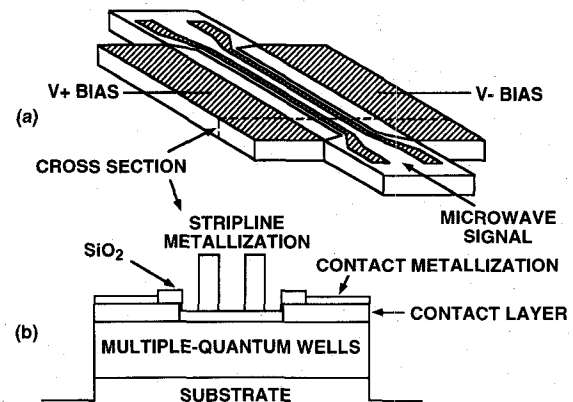 V+ BIAS
V- BIAS
(a)
CROSS SECTION
MICROWAVE
SIGNAL
STRIPLINE
METALLIZATION
SiO2
CONTACT METALLIZATION
CONTACT LAYER
(b)
MULTIPLE-QUANTUM WELLS
SUBSTRATE